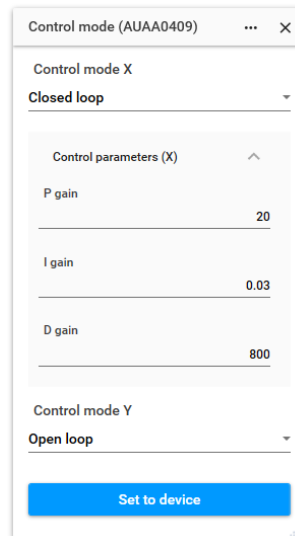 Control mode (AUAA0409)
Control mode X
Closed loop
Control parameters (X)
P gain
20
I gain
0.03
D gain
800
Control mode Y
Open loop
Set to device